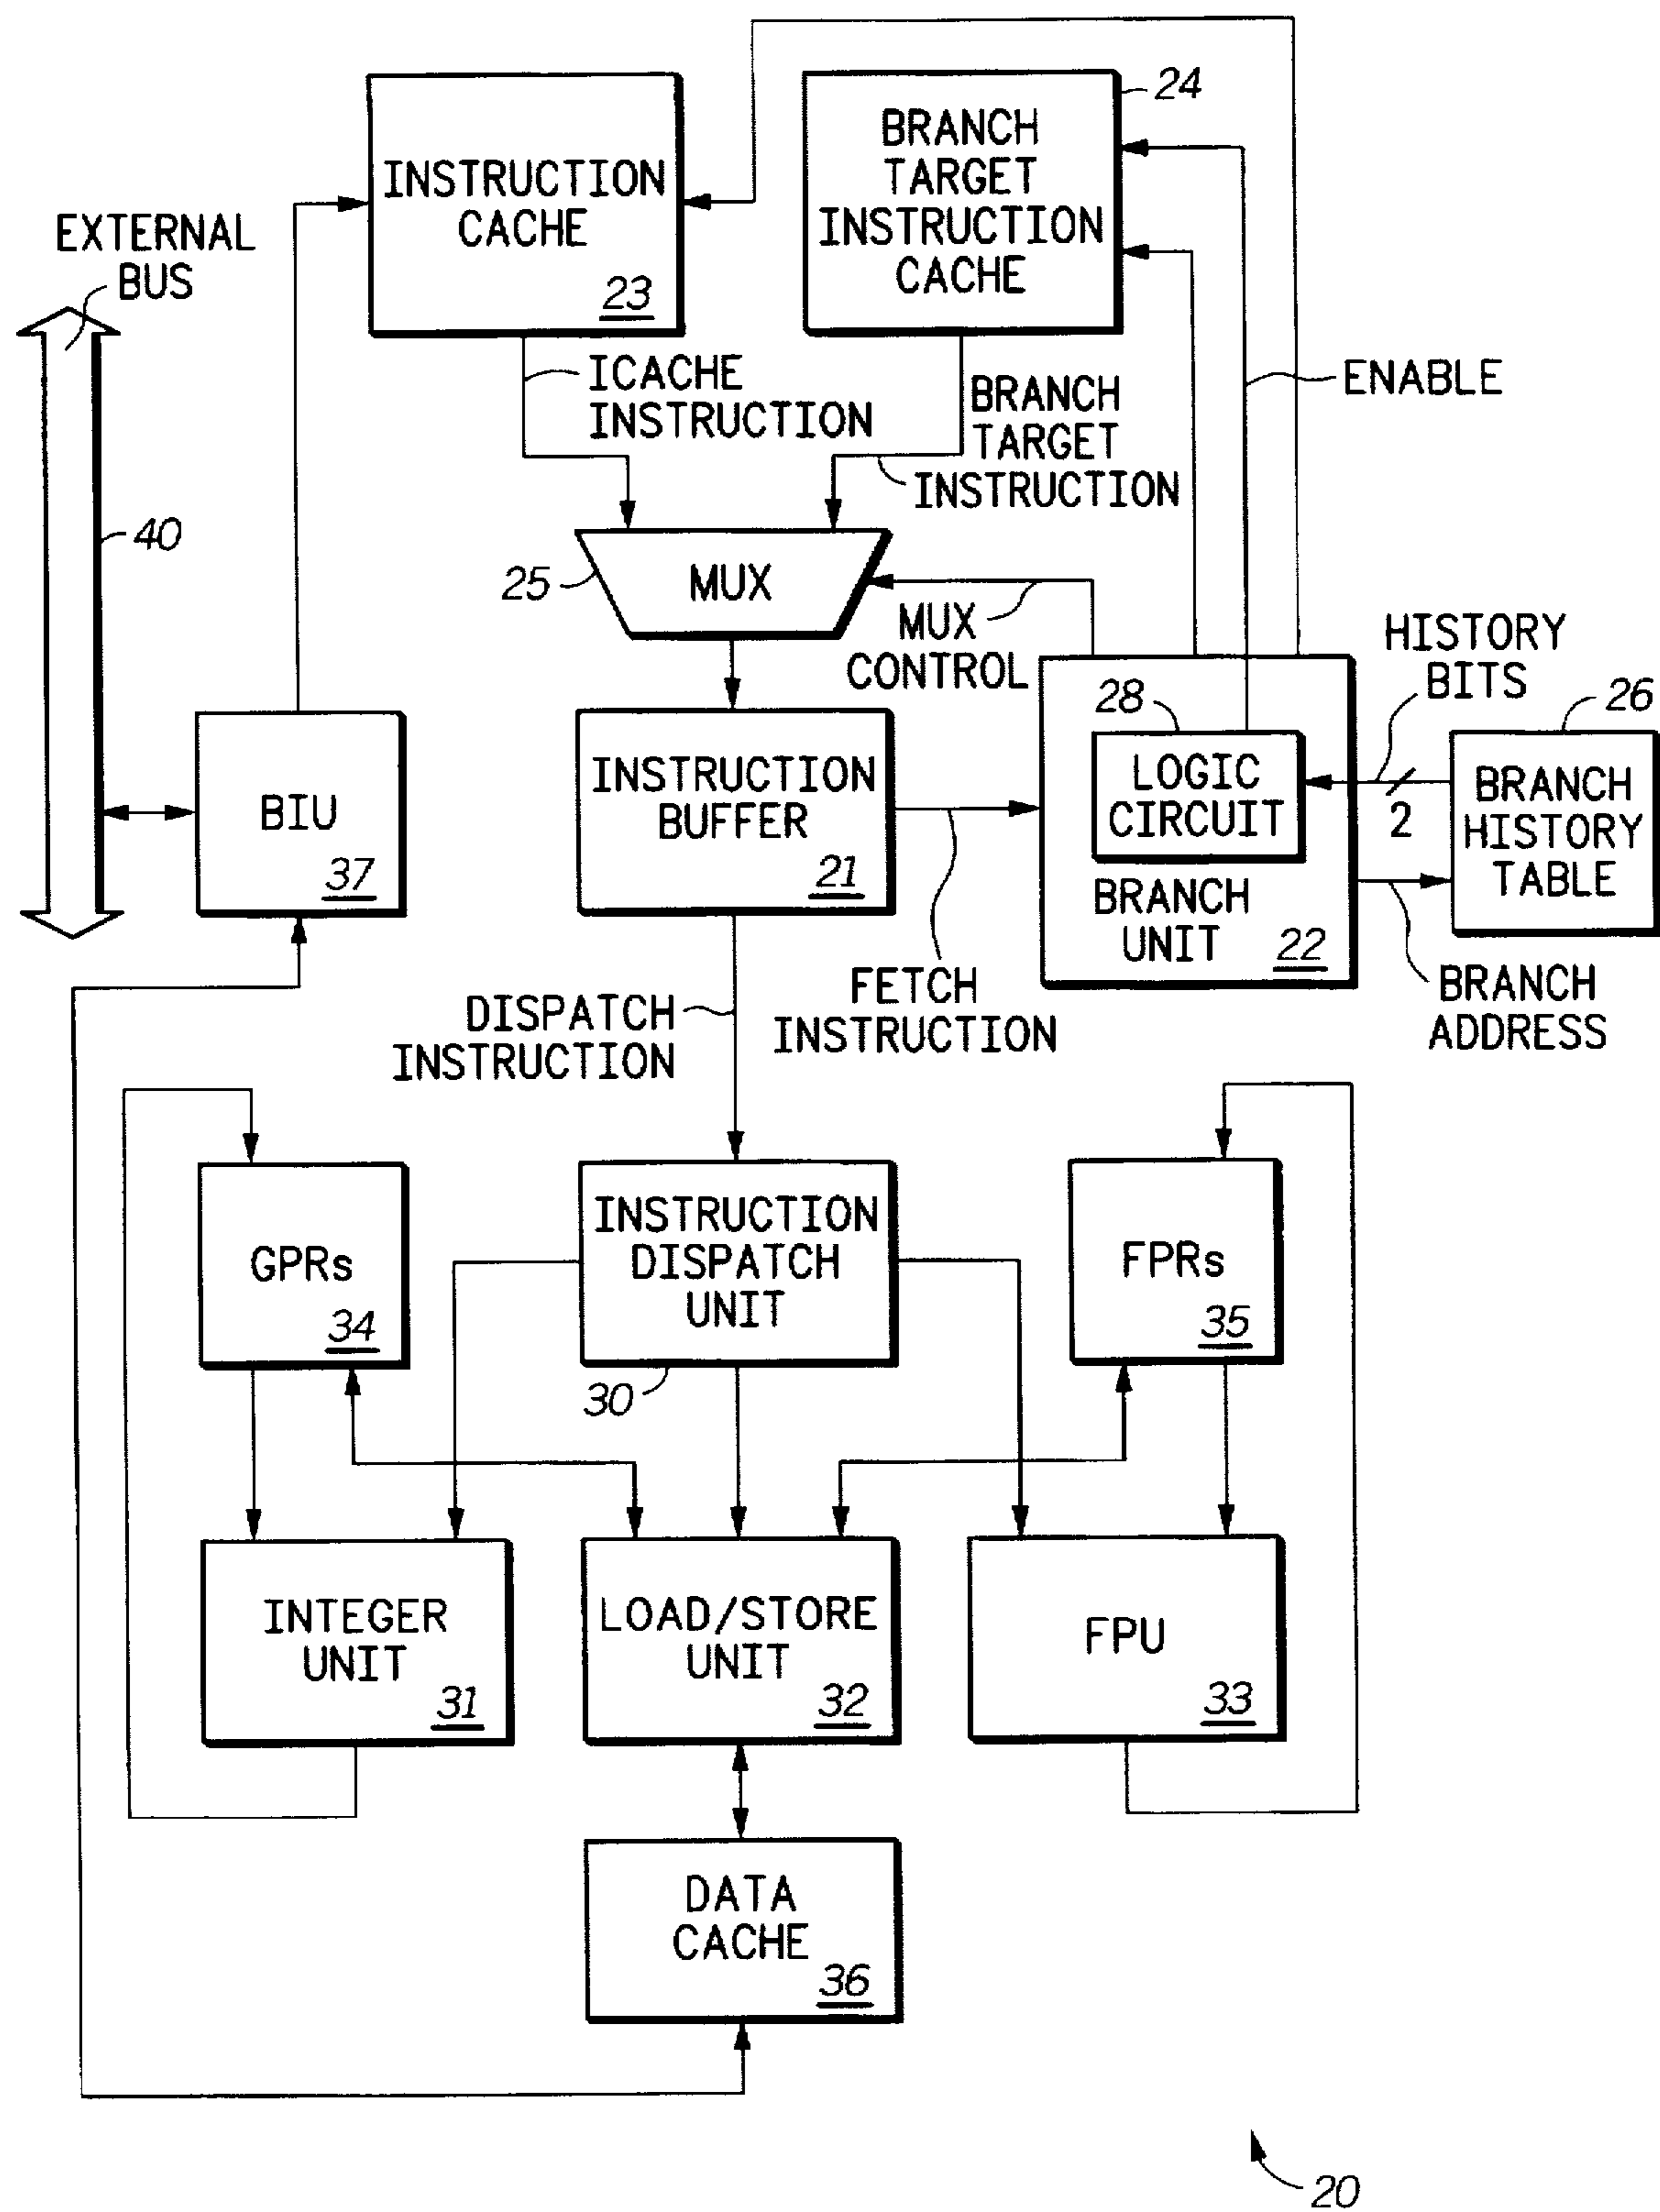 24
INSTRUCTION
CACHE
23
BRANCH
TARGET
INSTRUCTION
CACHE
EXTERNAL
BUS
ICACHE
INSTRUCTION
BRANCH
TARGET
INSTRUCTION
ENABLE
40
25
MUX
MUX
CONTROL
HISTORY
BITS
26
28
LOGIC
CIRCUIT
2
BRANCH
HISTORY
TABLE
BIU
37
INSTRUCTION
BUFFER
21
BRANCH
UNIT
22
DISPATCH
INSTRUCTION
FETCH
INSTRUCTION
BRANCH
ADDRESS
GPRs
34
INSTRUCTION
DISPATCH
UNIT
30
FPRs
35
INTEGER
UNIT
31
LOAD/STORE
UNIT
32
FPU
33
DATA
CACHE
36
20